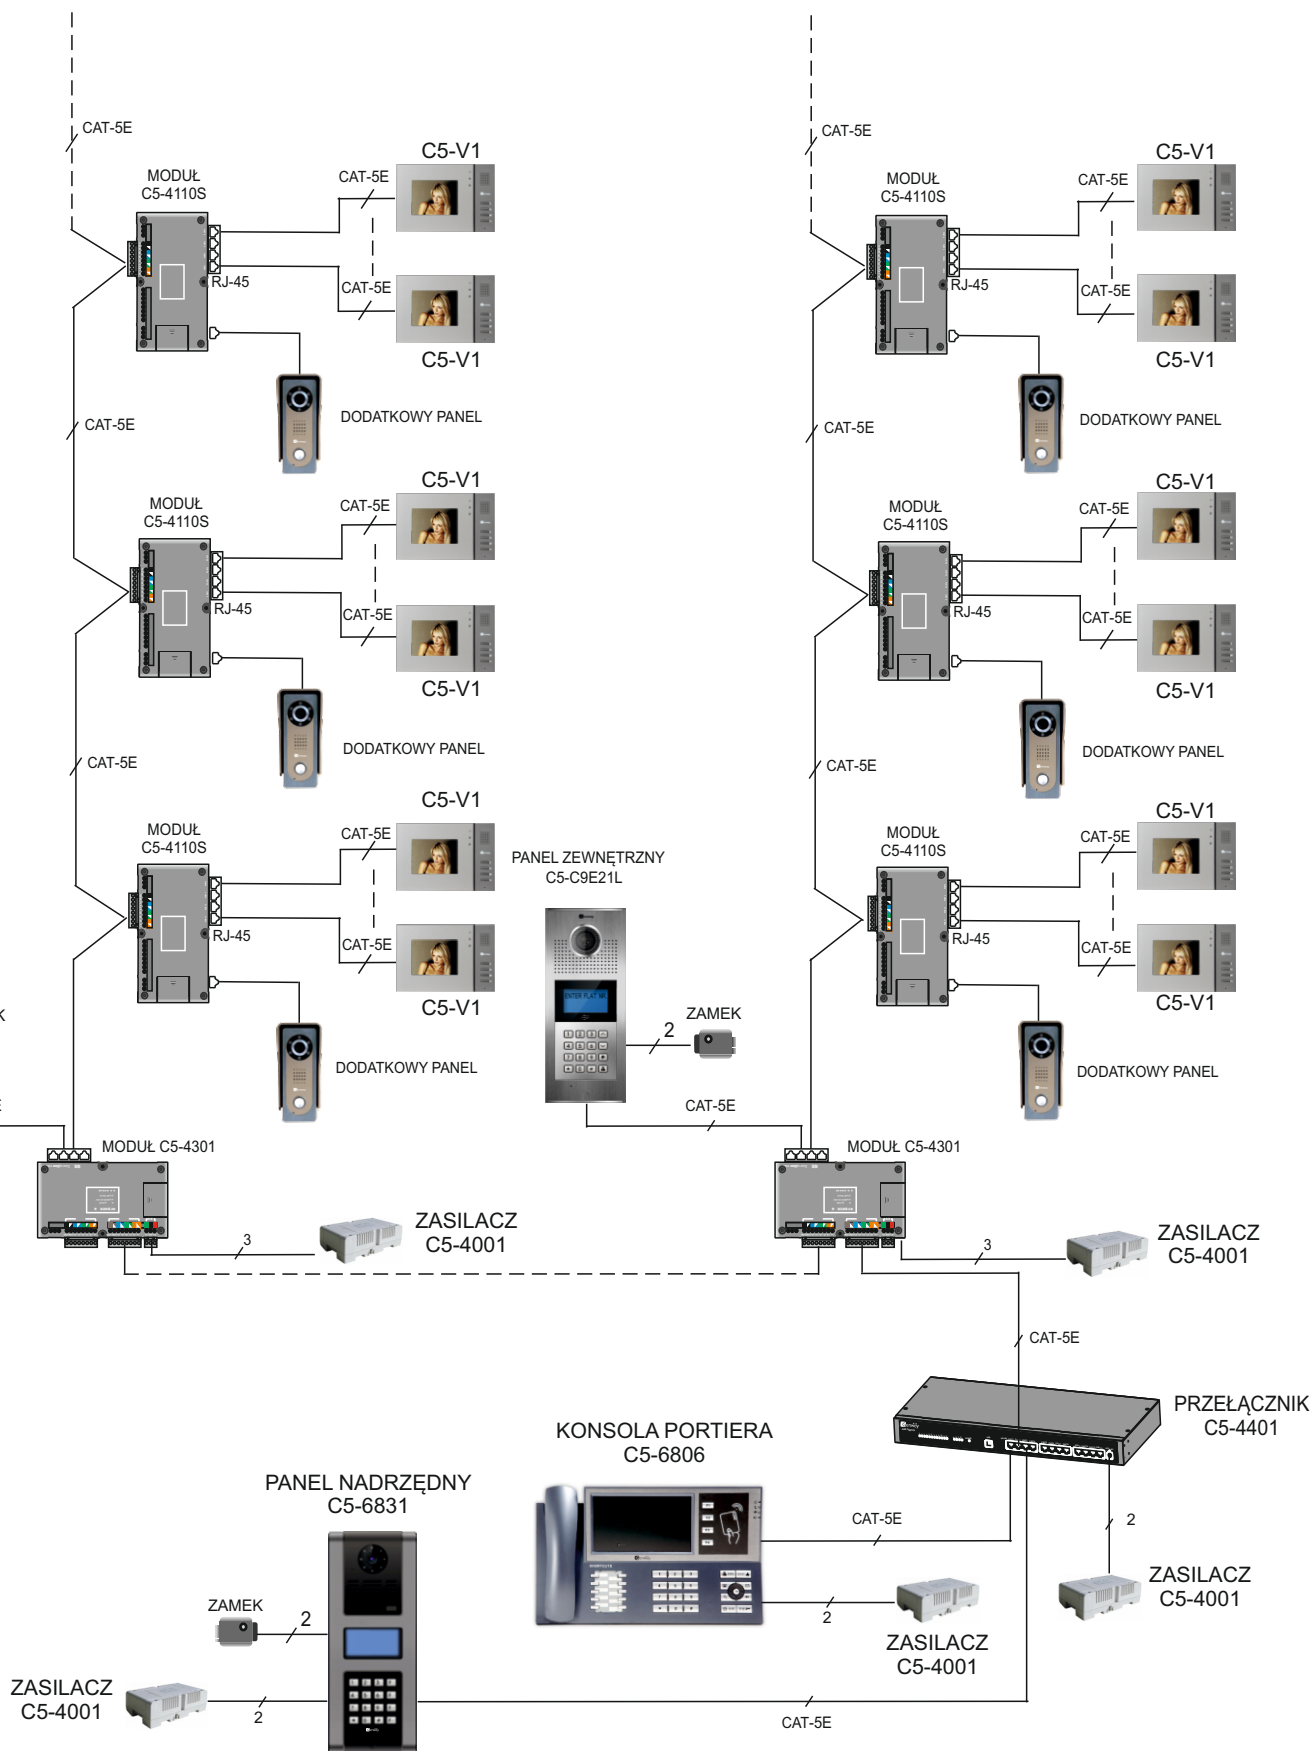 CAT-5E
CAT-5E
MODUŁ
C5-4110S
CAT-5E
C5-V1
RJ-45
CAT-5E
C5-V1
DODATKOWY PANEL
MODUŁ
C5-4110S
CAT-5E
C5-V1
RJ-45
CAT-5E
C5-V1
DODATKOWY PANEL
CAT-5E
CAT-5E
MODUŁ
C5-4110S
CAT-5E
C5-V1
RJ-45
CAT-5E
C5-V1
DODATKOWY PANEL
MODUŁ
C5-4110S
CAT-5E
C5-V1
RJ-45
CAT-5E
C5-V1
DODATKOWY PANEL
CAT-5E
CAT-5E
MODUŁ
C5-4110S
CAT-5E
C5-V1
RJ-45
CAT-5E
C5-V1
DODATKOWY PANEL
PANEL ZEWNĘTRZNY
C5-C9E21L
ENTER FLAT NR
2
ZAMEK
CAT-5E
MODUŁ
C5-4110S
CAT-5E
C5-V1
RJ-45
CAT-5E
C5-V1
DODATKOWY PANEL
K
E
MODUŁ C5-4301
3
ZASILACZ
C5-4001
MODUŁ C5-4301
3
ZASILACZ
C5-4001
CAT-5E
PRZEŁĄCZNIK
C5-4401
KONSOLA PORTIERA
C5-6806
CAT-5E
2
ZASILACZ
C5-4001
2
ZASILACZ
C5-4001
PANEL NADRZĘDNY
C5-6831
ZAMEK
2
ZASILACZ
C5-4001
2
CAT-5E